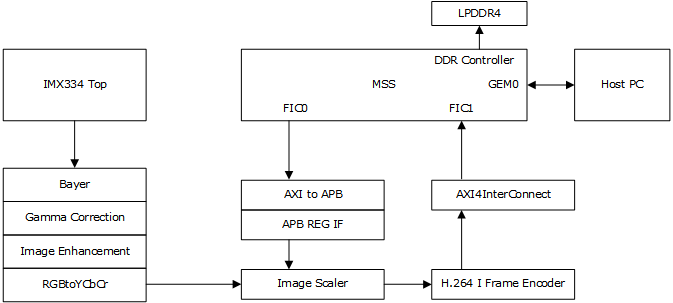 LPDDR4
IMX334 Top
DDR Controller
MSS
GEM0
Host PC
FIC0
FIC1
Bayer
AXI to APB
AXI4InterConnect
Gamma Correction
APB REG IF
Image Enhancement
RGBtoYCbCr
Image Scaler
H.264 I Frame Encoder